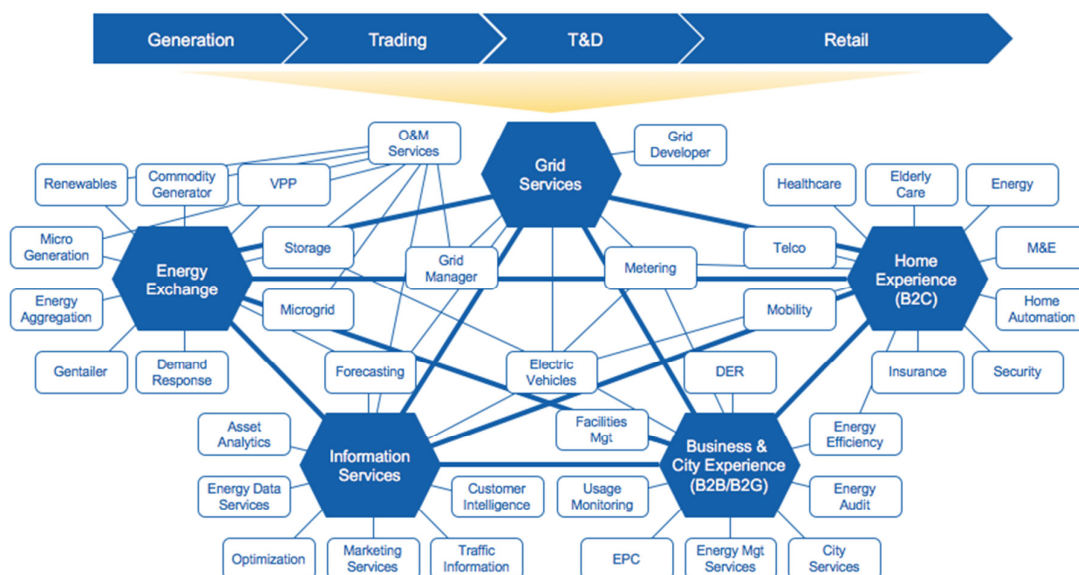 Generation
Trading
T&D
Retail
O&M
Services
Grid
Services
Grid
Developer
Renewables
Commodity
Generator
VPP
Healthcare
Elderly
Care
Energy
Micro
Generation
Storage
Energy
Exchange
Grid
Manager
Metering
Telco
Home
Experience
(B2C)
M&E
Energy
Aggregation
Microgrid
Mobility
Home
Automation
Gentailer
Demand
Response
Forecasting
Electric
Vehicles
DER
Insurance
Security
Asset
Analytics
Information
Services
Facilities
Mgt
Business &
City Experience
(B2B/B2G)
Energy
Efficiency
Energy Data
Services
Customer
Intelligence
Usage
Monitoring
Energy
Audit
Optimization
Marketing
Services
Traffic
Information
EPC
Energy Mgt
Services
City
Services